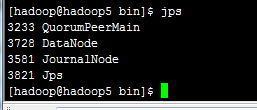 [hadoop@hadoop5 bin]$ jps
3233 QuorumPeerMain
3728 DataNode
3581 JournalNode
3821 Jps
[hadoop@hadoop5 bin]$